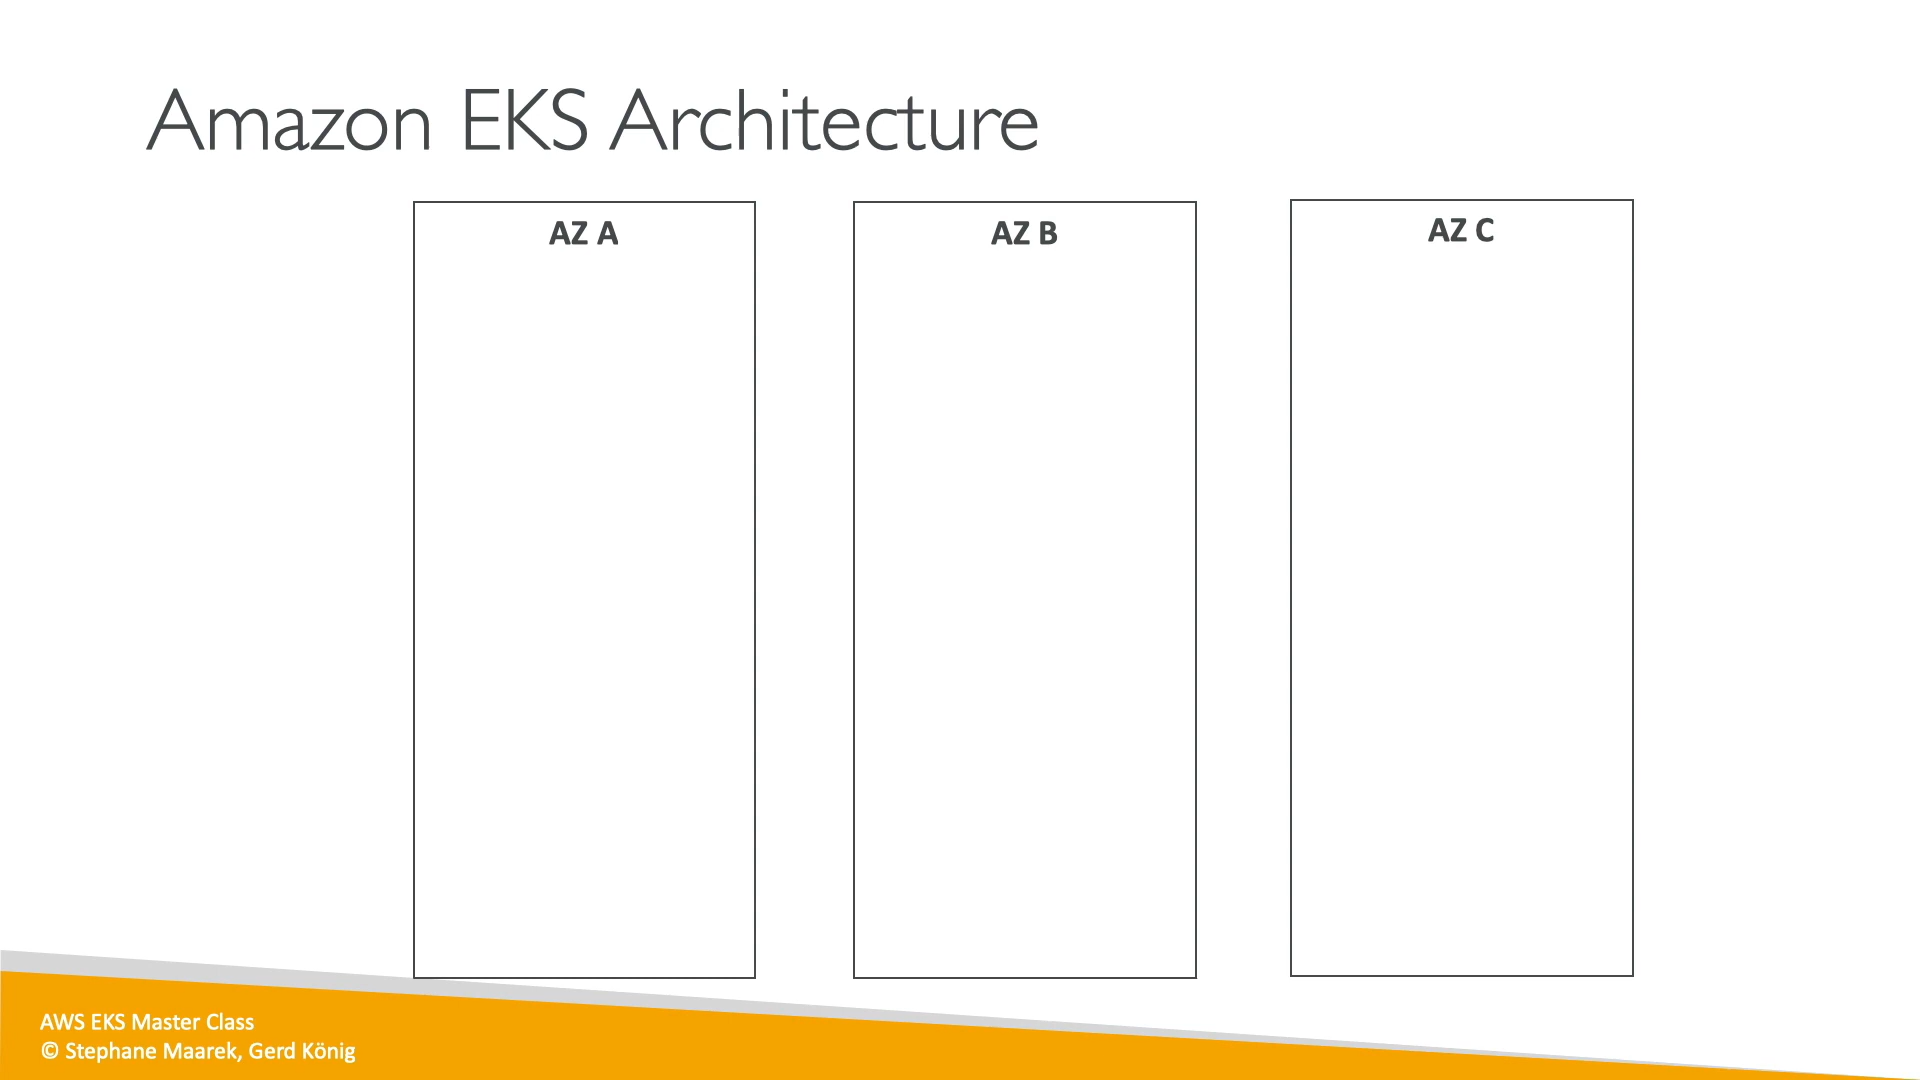 Amazon EKS Architecture
AZ A
AZ B
AZ C
AWS EKS Master Class
© Stephane Maarek, Gerd König